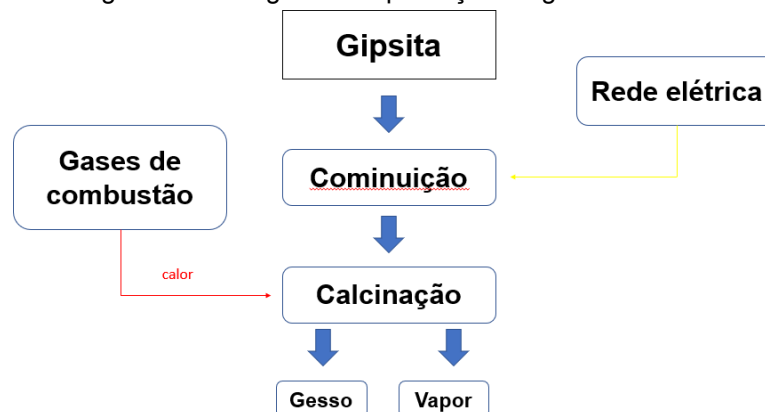 Gipsita
Rede elétrica
Gases de
combustão
Cominuição
calor
Calcinação
Gesso
Vapor